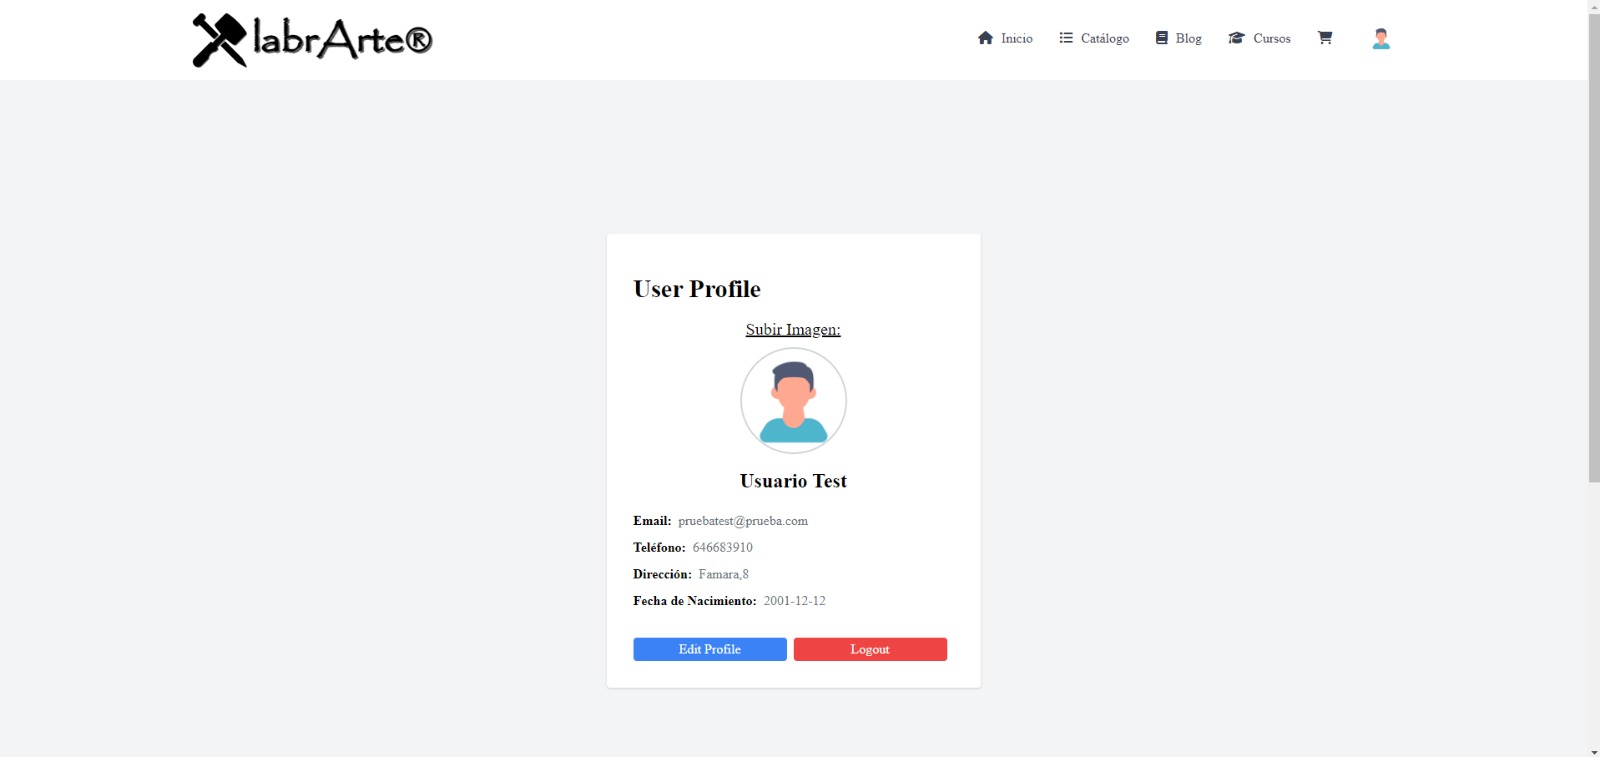 labrArte®
Inicio
Catálogo
Blog
Cursos
User Profile
Subir Imagen:
Usuario Test
Email: pruebatest@prueba.com
Teléfono: 646683910
Dirección: Famara,8
Fecha de Nacimiento: 2001-12-12
Edit Profile
Logout